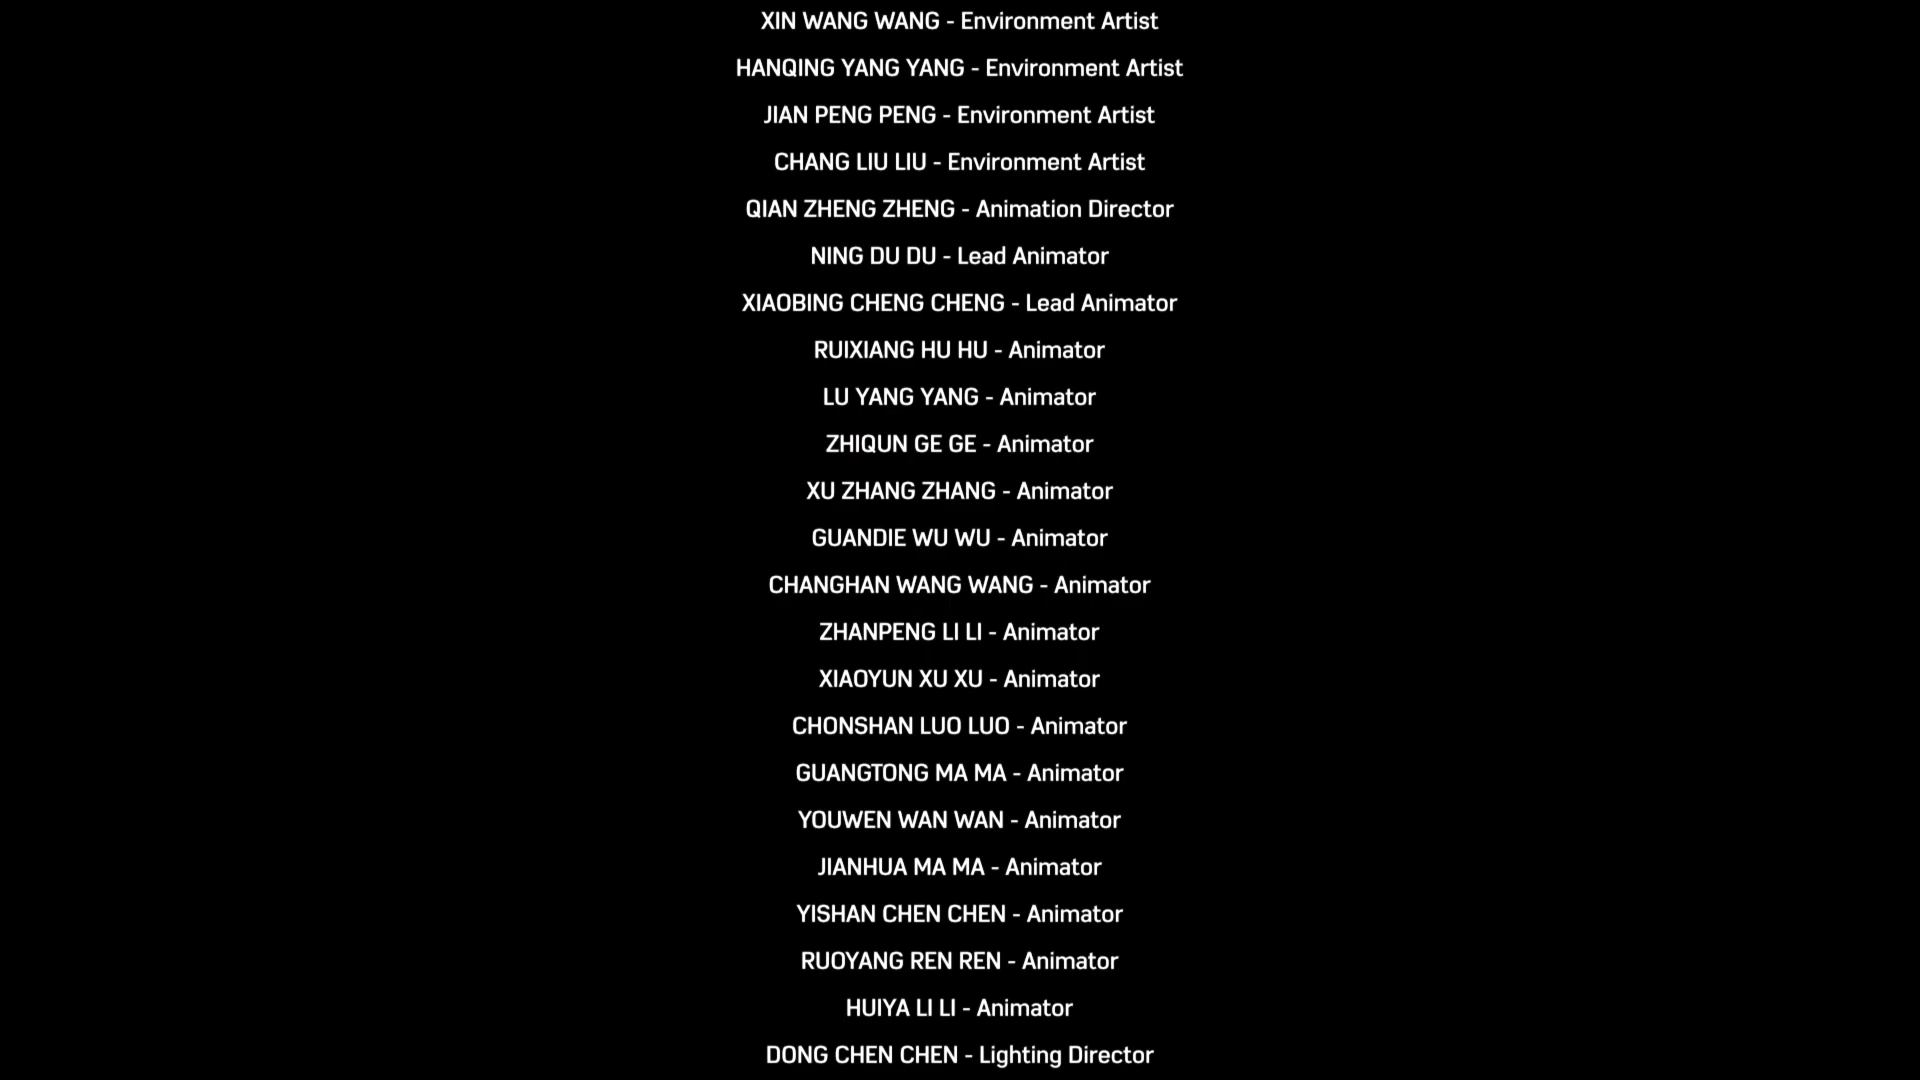 XIN WANG WANG - Environment Artist
HANQING YANG YANG - Environment Artist
JIAN PENG PENG - Environment Artist
CHANG LIU LIU - Environment Artist
QIAN ZHENG ZHENG - Animation Director
NING DU DU - Lead Animator
XIAOBING CHENG CHENG - Lead Animator
RUIXIANG HU HU - Animator
LU YANG YANG - Animator
ZHIQUN GE GE - Animator
XU ZHANG ZHANG - Animator
GUANDIE WU WU - Animator
CHANGHAN WANG WANG - Animator
ZHANPENG LI LI - Animator
XIAOYUN XU XU - Animator
CHONSHAN LUO LUO - Animator
GUANGTONG MA MA - Animator
YOUWEN WAN WAN - Animator
JIANHUA MA MA - Animator
YISHAN CHEN CHEN - Animator
RUOYANG REN REN - Animator
HUIYA LI LI - Animator
DONG CHEN CHEN - Lighting Director